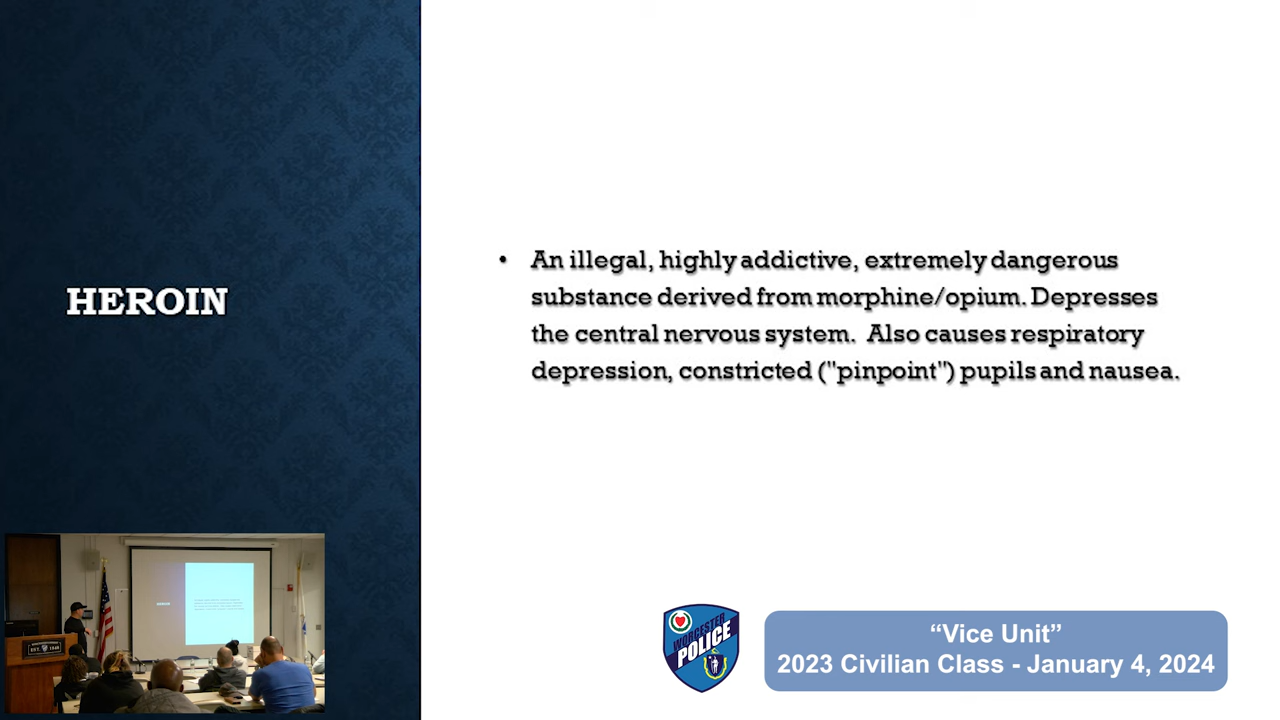 HEROIN
• An illegal, highly addictive, extremely dangerous
substance derived from morphine/opium. Depresses
the central nervous system. Also causes respiratory
depression, constricted ("pinpoint") pupils and nausea.
WORCESTER
POLICE
“Vice Unit”
2023 Civilian Class - January 4, 2024